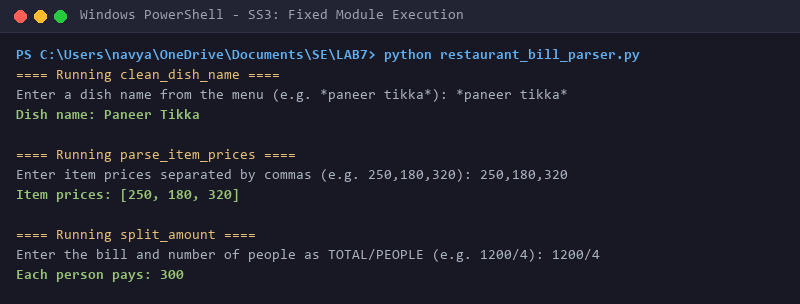 Windows PowerShell - SS3: Fixed Module Execution
PS C:\Users\navya\OneDrive\Documents\SE\LAB7> python restaurant_bill_parser.py
==== Running clean_dish_name ====
Enter a dish name from the menu (e.g. *paneer tikka*): *paneer tikka*
Dish name: Paneer Tikka
==== Running parse_item_prices ====
Enter item prices separated by commas (e.g. 250,180,320): 250,180,320
Item prices: [250, 180, 320]
==== Running split_amount ====
Enter the bill and number of people as TOTAL/PEOPLE (e.g. 1200/4): 1200/4
Each person pays: 300